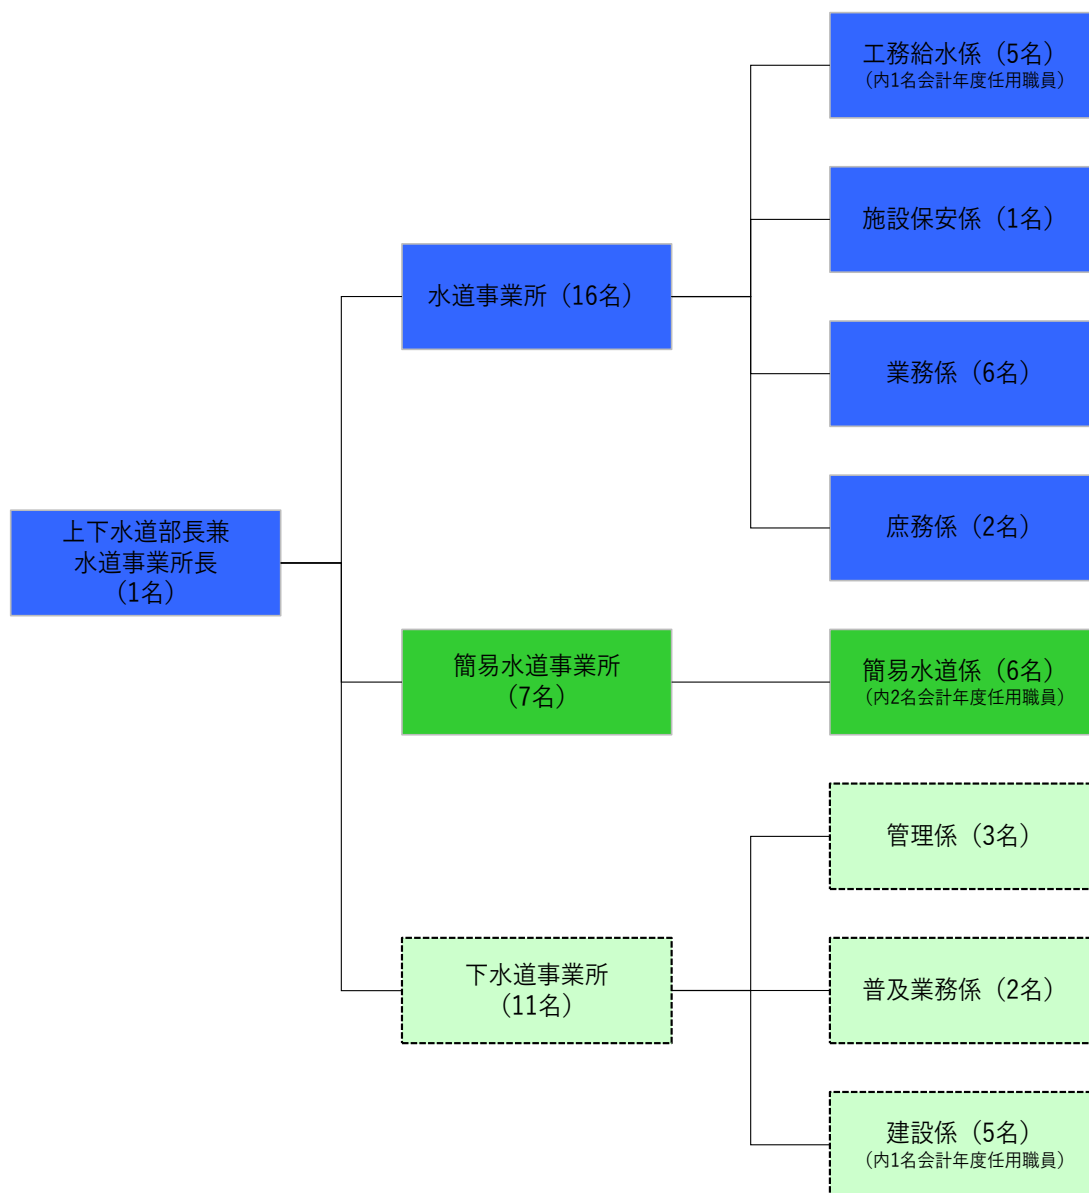 上下水道部長兼
水道事業所長
(1名)
水道事業所（16名）
工務給水係（5名）
（内1名会計年度任用職員）
施設保安係（1名）
業務係（6名）
庶務係（2名）
簡易水道事業所
（7名）
簡易水道係（6名）
（内2名会計年度任用職員）
下水道事業所
（11名）
管理係（3名）
普及業務係（2名）
建設係（5名）
（内1名会計年度任用職員）